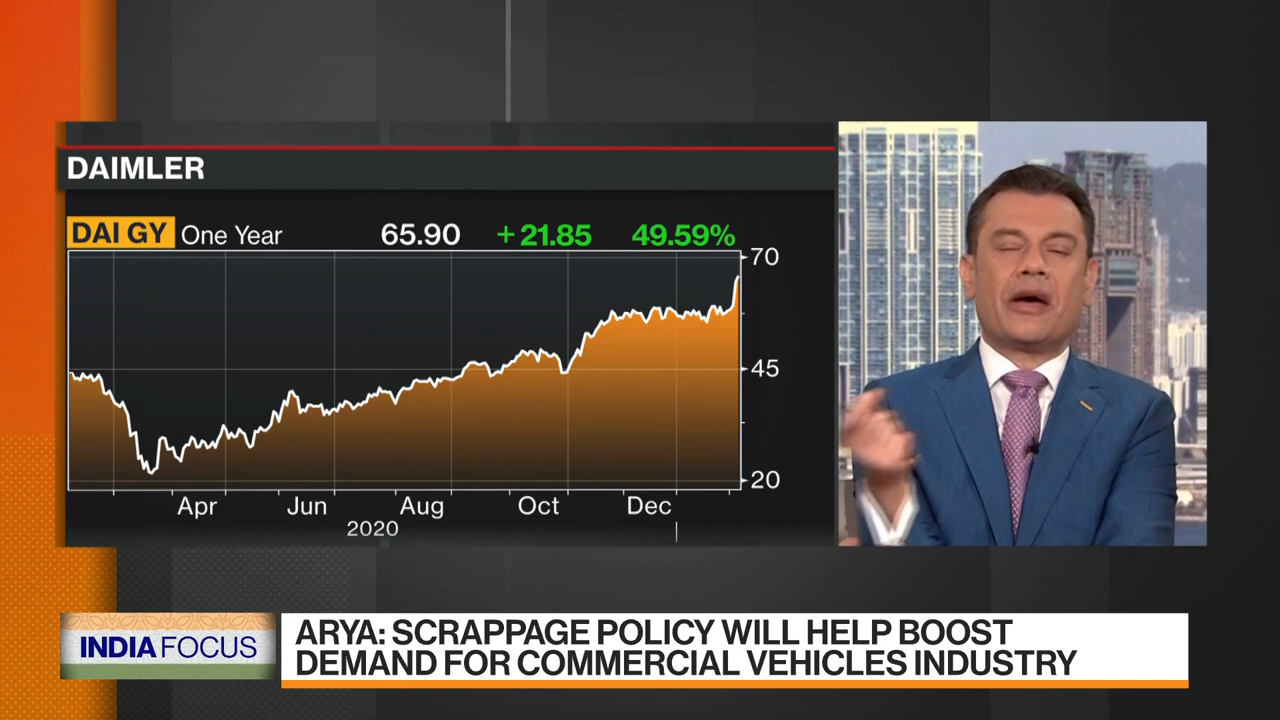 DAIMLER
DAI GY One Year 65.90 +21.85 49.59%
70
45
20
Apr Jun Aug Oct Dec
2020
INDIA FOCUS
ARYA: SCRAPPAGE POLICY WILL HELP BOOST
DEMAND FOR COMMERCIAL VEHICLES INDUSTRY